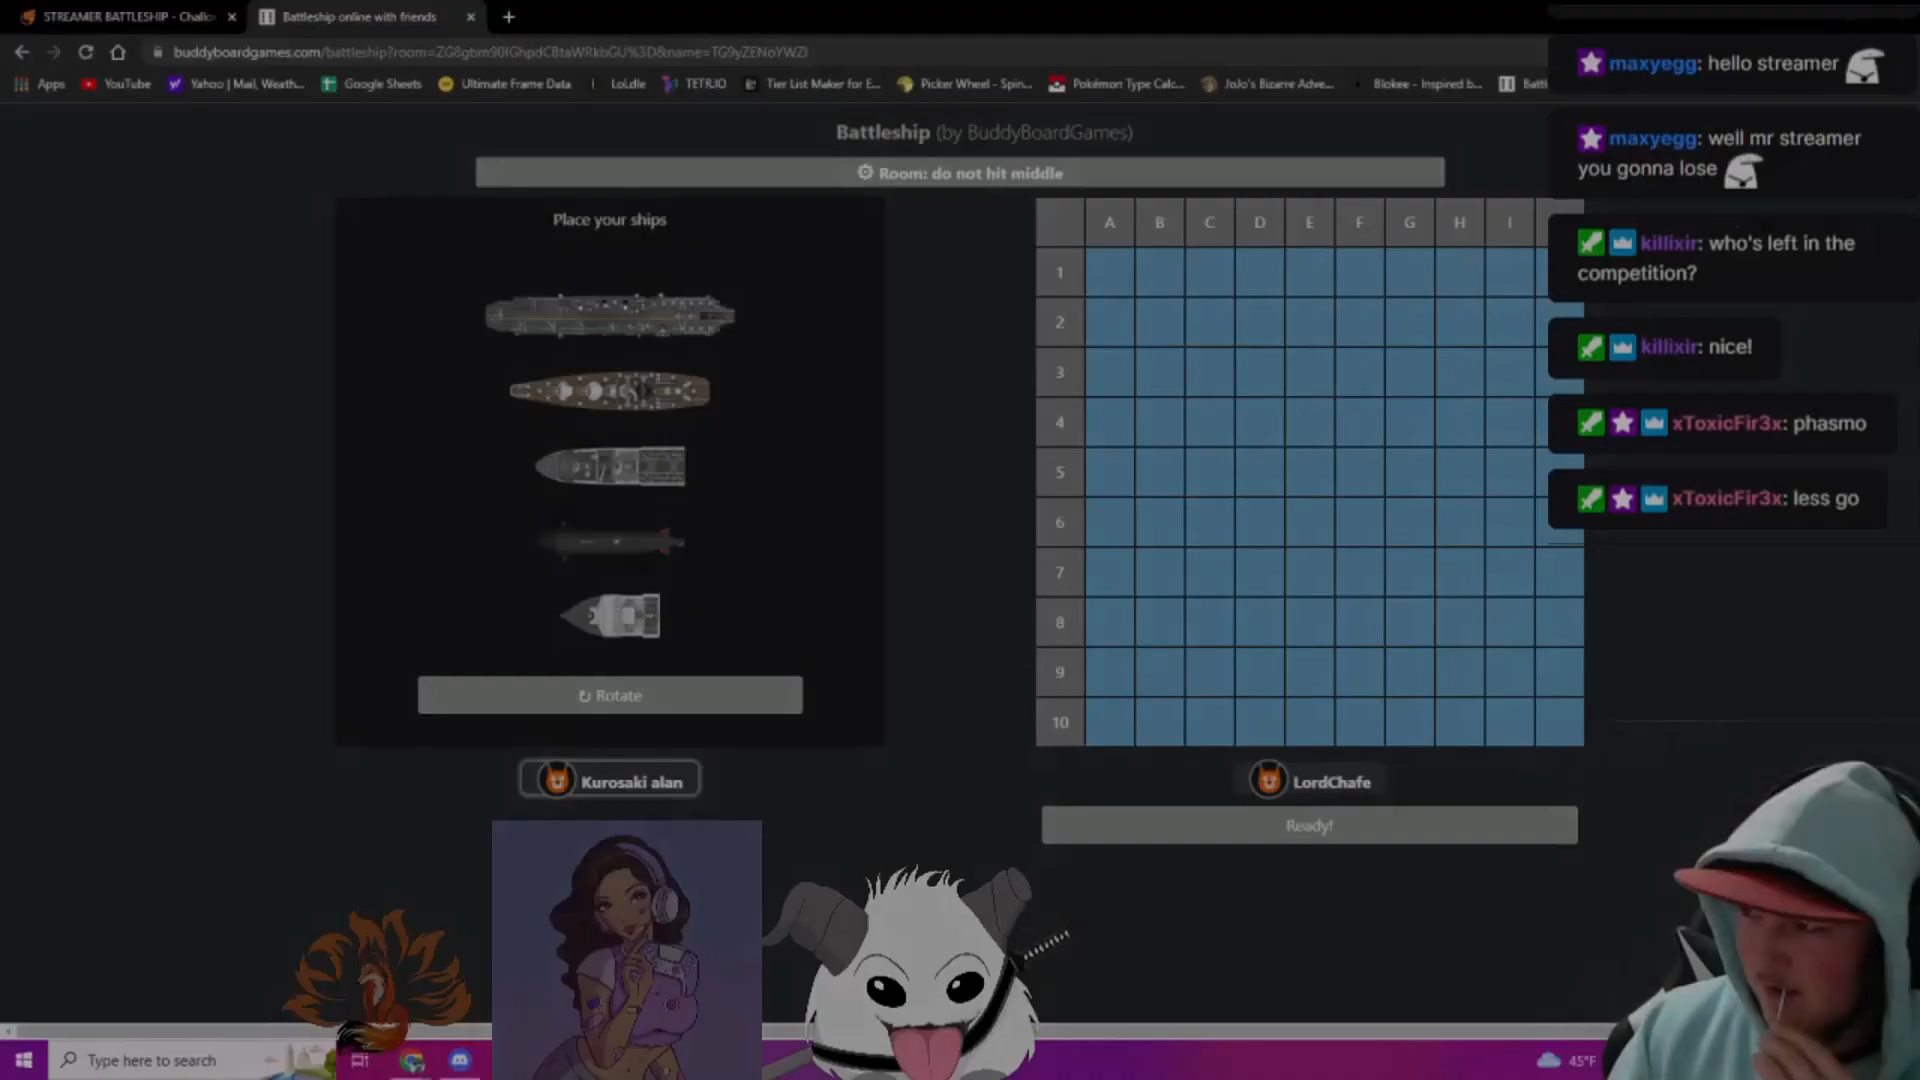 STREAMER BATTLESHIP - Challo
Battleship online with friends
Apps
YouTube
Yahoo | Mail, Weath...
Google Sheets
Ultimate Frame Data
LoLdle
TETR.IO
Tier List Maker for E...
Picker Wheel - Spin...
Pokémon Type Calc...
JoJo's Bizarre Adve...
Blokee - Inspired b...
Battl
maxyegg: hello streamer
maxyegg: well mr streamer
you gonna lose
killixir: who's left in the
competition?
killixir: nice!
xToxicFir3x: phasmo
xToxicFir3x: less go
Battleship (by BuddyBoardGames)
Room: do not hit middle
Place your ships
Rotate
Kurosaki alan
A B C D E F G H I
1
2
3
4
5
6
7
8
9
10
LordChafe
Ready!
Type here to search
45°F